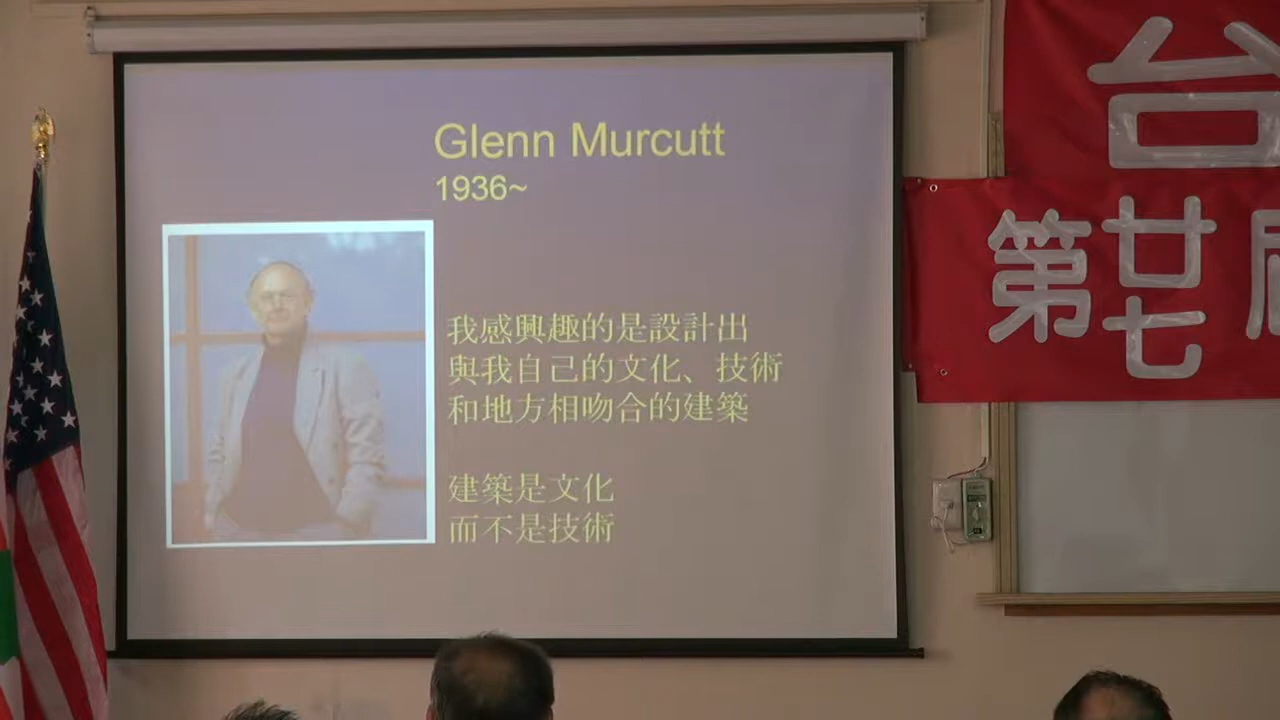 Glenn Murcutt
1936~
我感興趣的是設計出
與我自己的文化、技術
和地方相吻合的建築
建築是文化
而不是技術
台
第廿七